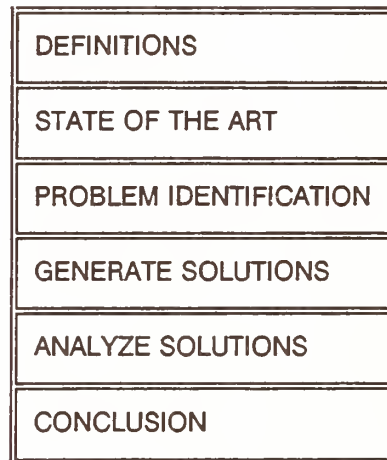 DEFINITIONS
STATE OF THE ART
PROBLEM IDENTIFICATION
GENERATE SOLUTIONS
ANALYZE SOLUTIONS
CONCLUSION